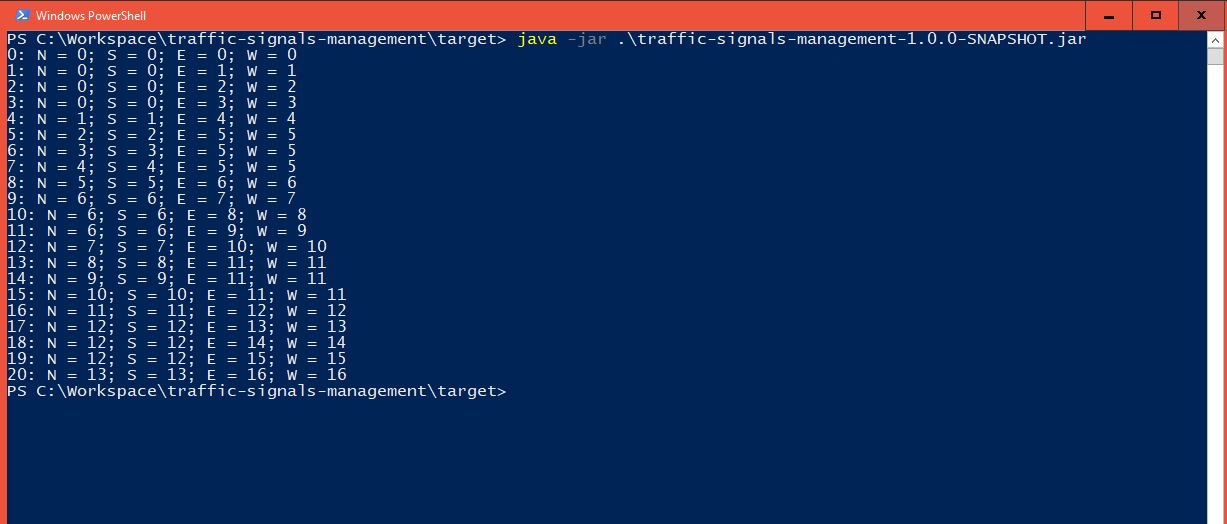 Windows PowerShell
PS C:\Workspace\traffic-signals-management\target> java -jar .\traffic-signals-management-1.0.0-SNAPSHOT.jar
0: N = 0; S = 0; E = 0; W = 0
1: N = 0; S = 0; E = 1; W = 1
2: N = 0; S = 0; E = 2; W = 2
3: N = 0; S = 0; E = 3; W = 3
4: N = 1; S = 1; E = 4; W = 4
5: N = 2; S = 2; E = 5; W = 5
6: N = 3; S = 3; E = 5; W = 5
7: N = 4; S = 4; E = 5; W = 5
8: N = 5; S = 5; E = 6; W = 6
9: N = 6; S = 6; E = 7; W = 7
10: N = 6; S = 6; E = 8; W = 8
11: N = 6; S = 6; E = 9; W = 9
12: N = 7; S = 7; E = 10; W = 10
13: N = 8; S = 8; E = 11; W = 11
14: N = 9; S = 9; E = 11; W = 11
15: N = 10; S = 10; E = 11; W = 11
16: N = 11; S = 11; E = 12; W = 12
17: N = 12; S = 12; E = 13; W = 13
18: N = 12; S = 12; E = 14; W = 14
19: N = 12; S = 12; E = 15; W = 15
20: N = 13; S = 13; E = 16; W = 16
PS C:\Workspace\traffic-signals-management\target>